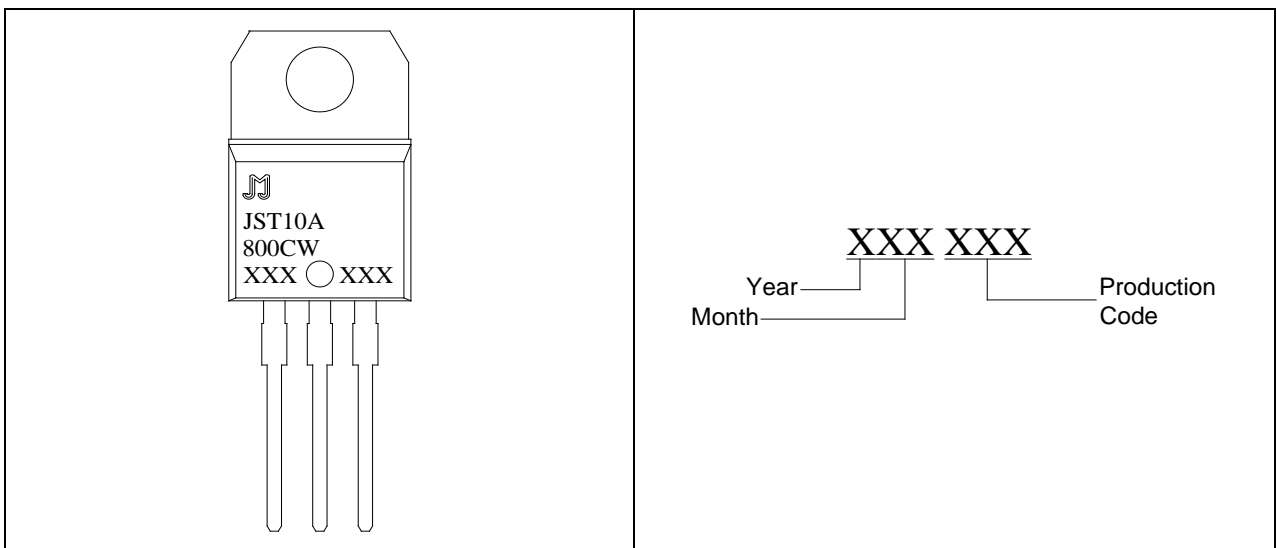 JST10A
800CW
XXX XXX
XXX XXX
Year
Month
Production
Code